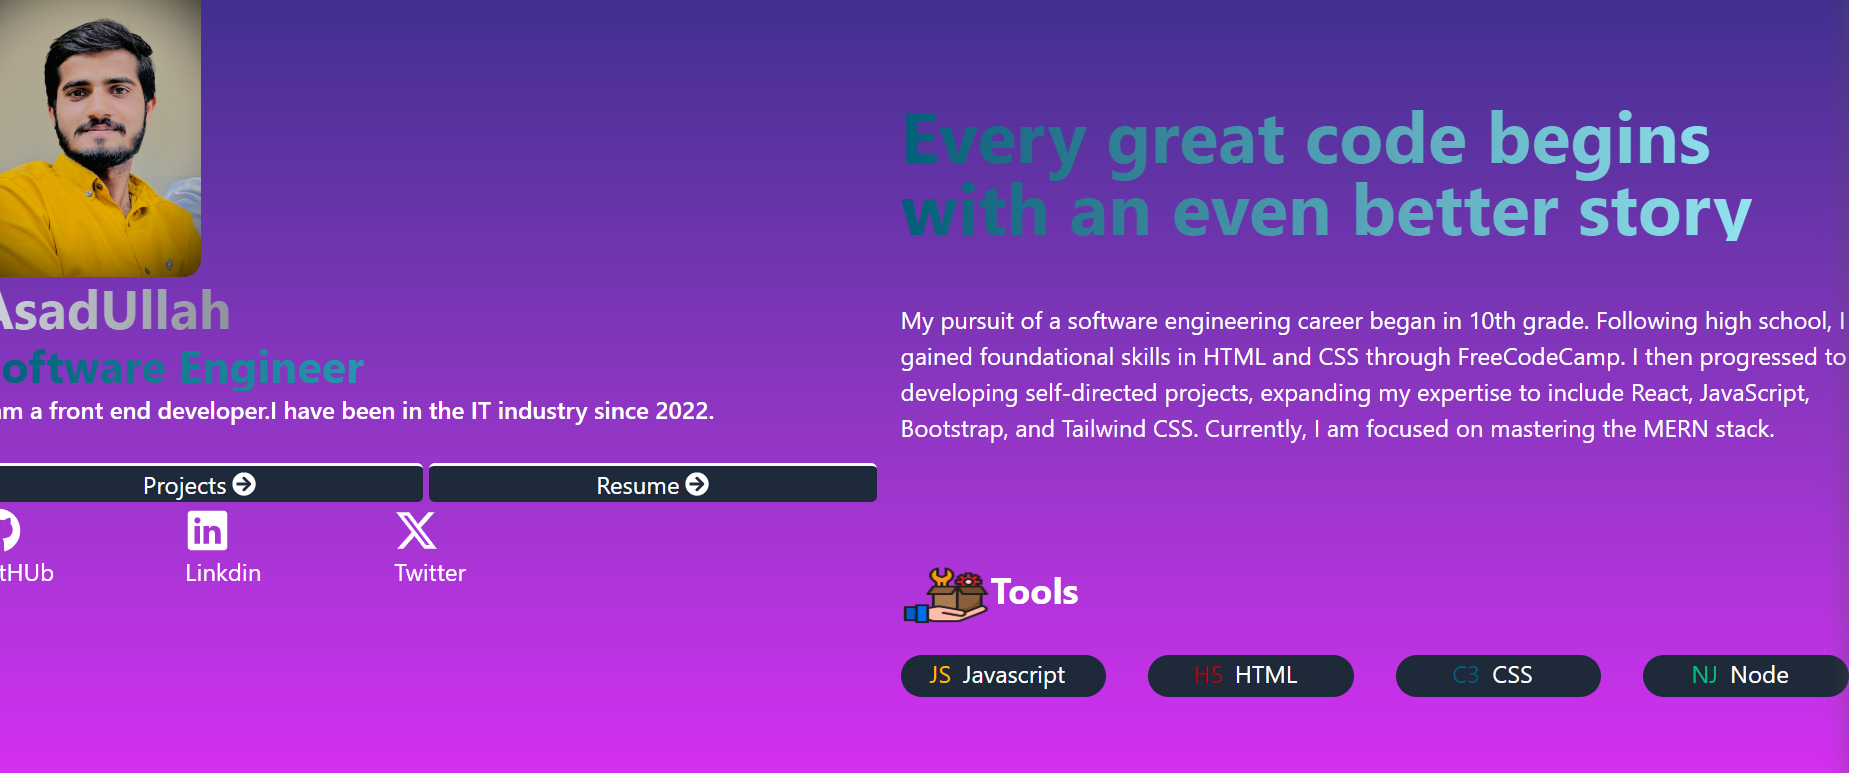 AsadUllah
oftware Engineer
am a front end developer.I have been in the IT industry since 2022.
Projects
Resume
tHUb
Linkdin
Twitter
Every great code begins
with an even better story
My pursuit of a software engineering career began in 10th grade. Following high school, I
gained foundational skills in HTML and CSS through FreeCodeCamp. I then progressed to
developing self-directed projects, expanding my expertise to include React, JavaScript,
Bootstrap, and Tailwind CSS. Currently, I am focused on mastering the MERN stack.
Tools
JS Javascript
H5 HTML
C3 CSS
NJ Node